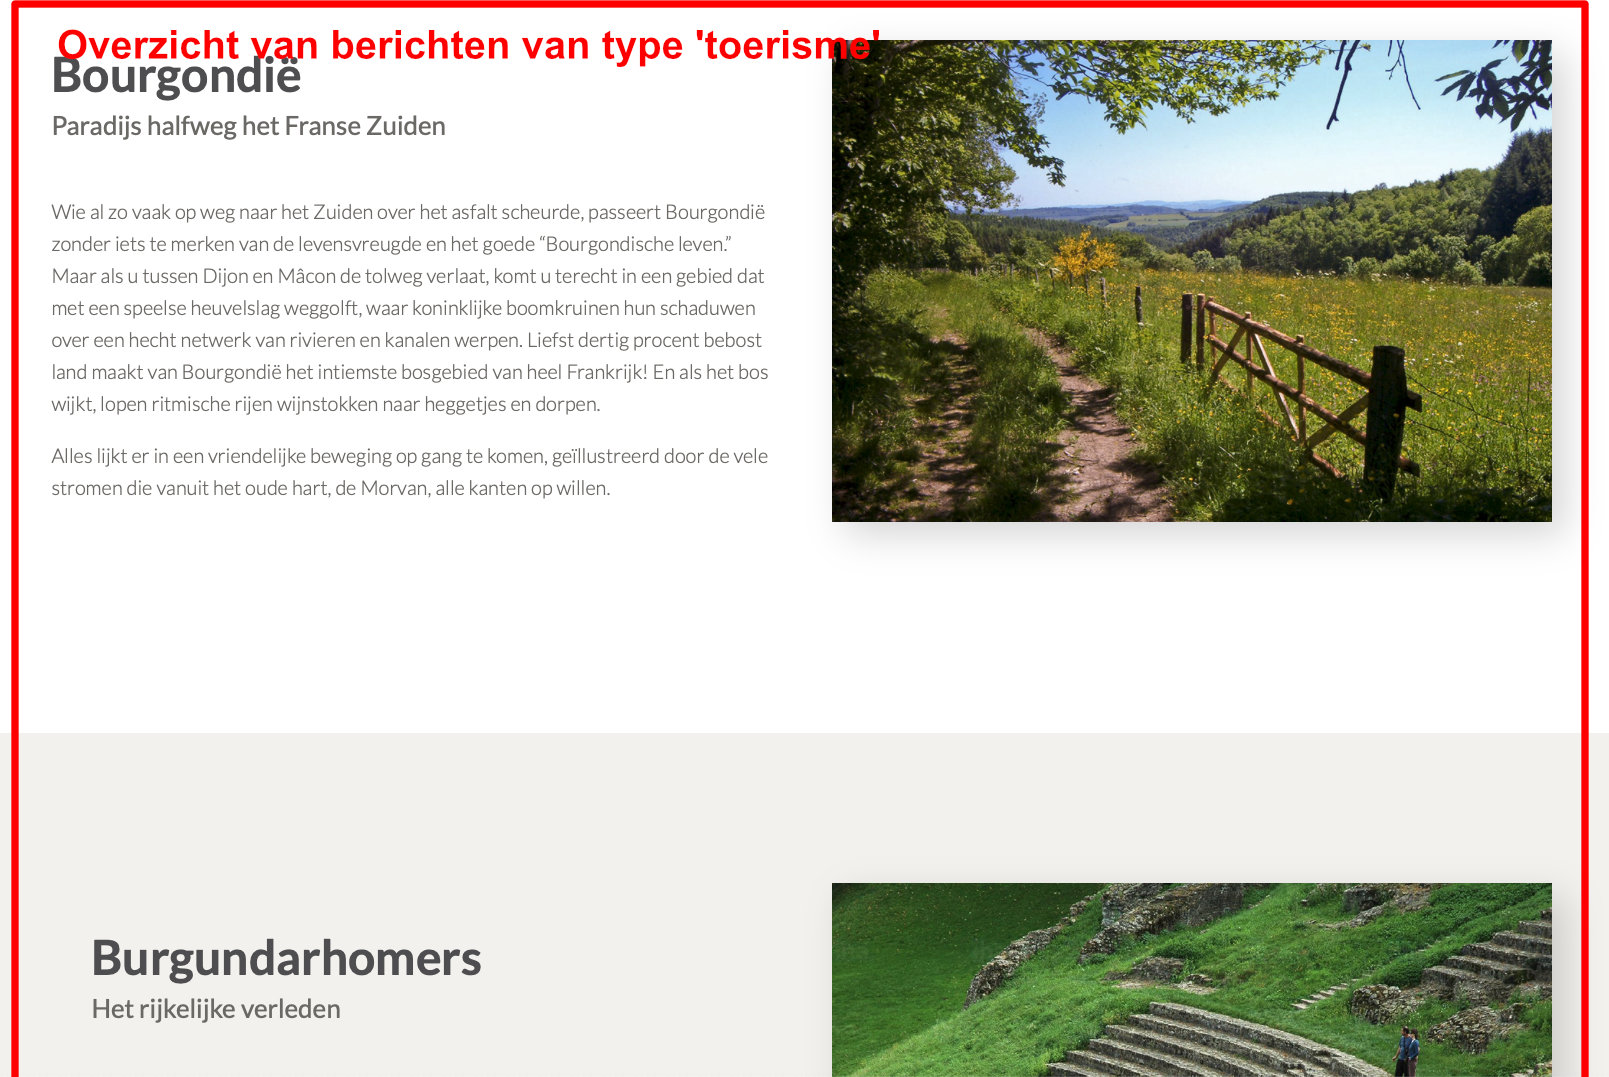 Overzicht van berichten van type 'toerisme'
Bourgondië
Paradijs halfweg het Franse Zuiden
Wie al zo vaak op weg naar het Zuiden over het asfalt scheurde, passeert Bourgondië
zonder iets te merken van de levensvreugde en het goede “Bourgondische leven.”
Maar als u tussen Dijon en Mâcon de tolweg verlaat, komt u terecht in een gebied dat
met een speelse heuvelslag weggolft, waar koninklijke boomkruinen hun schaduwen
over een hecht netwerk van rivieren en kanalen werpen. Liefst dertig procent bebost
land maakt van Bourgondië het intiemste bosgebied van heel Frankrijk! En als het bos
wijkt, lopen ritmische rijen wijnstokken naar heggetjes en dorpen.
Alles lijkt er in een vriendelijke beweging op gang te komen, geïllustreerd door de vele
stromen die vanuit het oude hart, de Morvan, alle kanten op willen.
Burgundarhomers
Het rijkelijke verleden